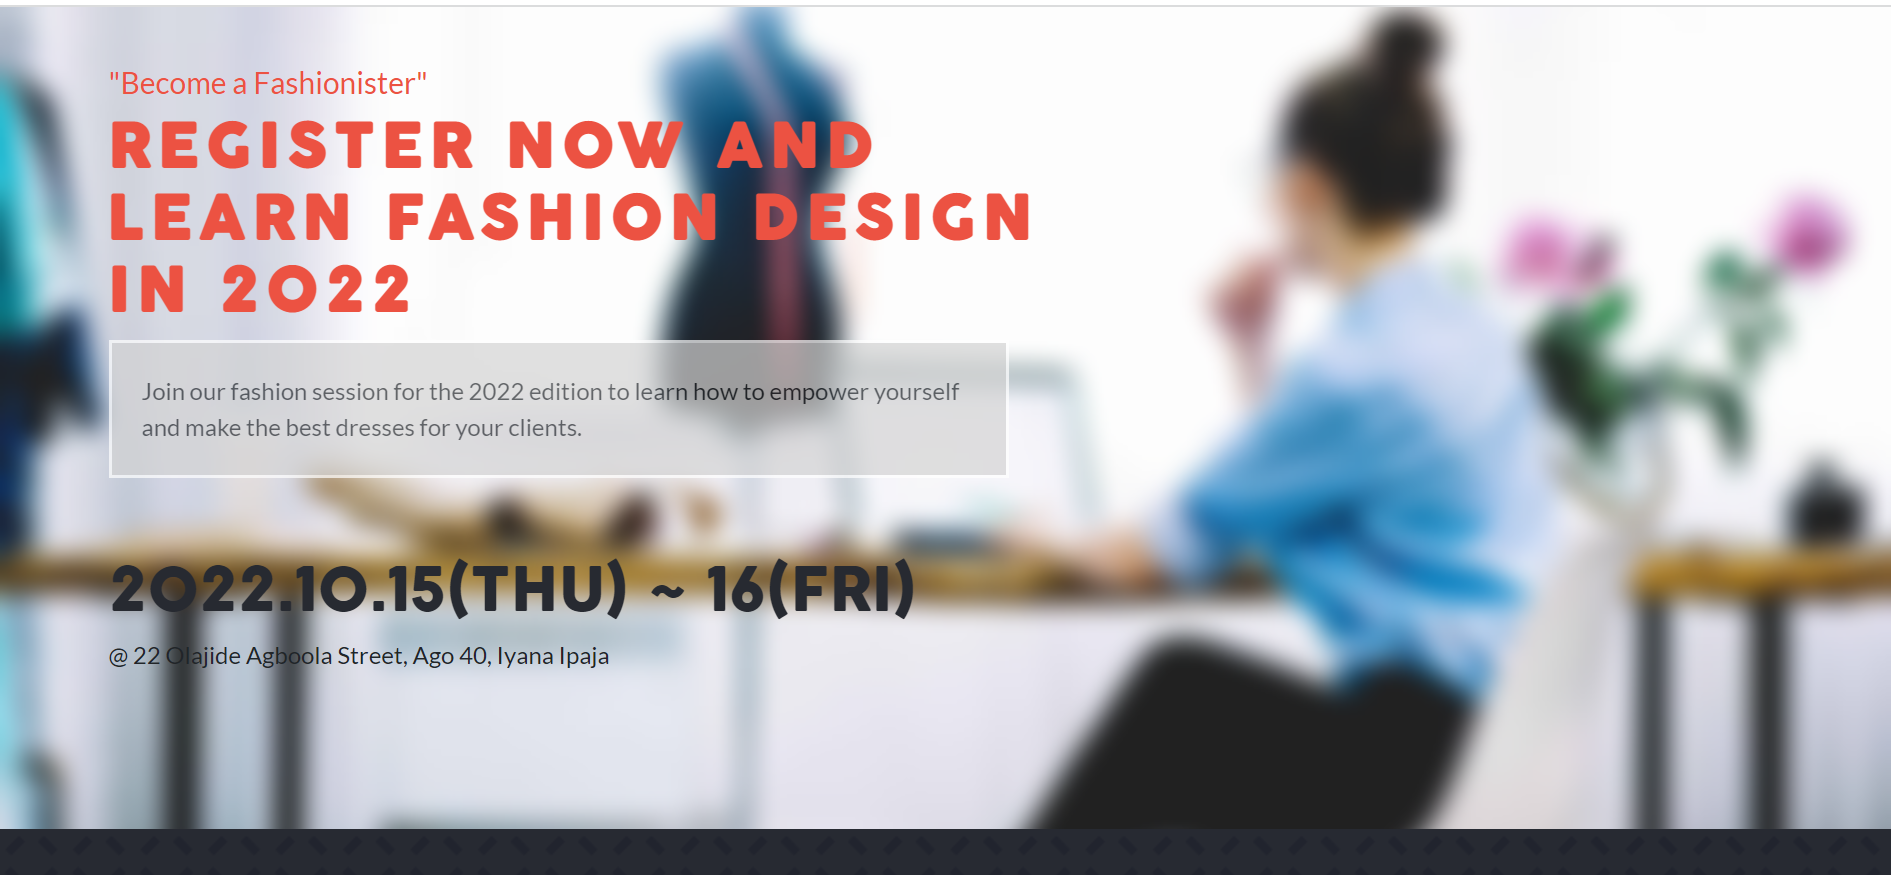 "Become a Fashionister"
REGISTER NOW AND
LEARN FASHION DESIGN
IN 2022
Join our fashion session for the 2022 edition to learn how to empower yourself
and make the best dresses for your clients.
2022.10.15(THU) ~ 16(FRI)
@ 22 Olajide Agboola Street, Ago 40, Iyana Ipaja